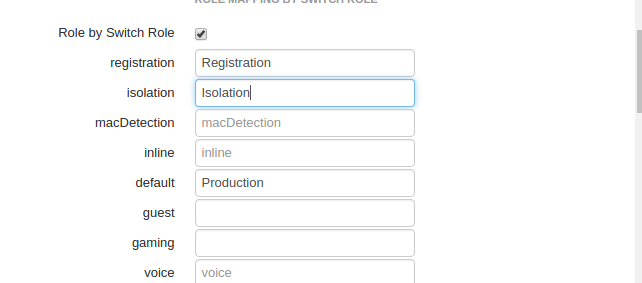 ROLE MAPPING BY SWITCH ROLE
Role by Switch Role
registration Registration
isolation Isolation
macDetection macDetection
inline inline
default Production
guest
gaming
voice voice